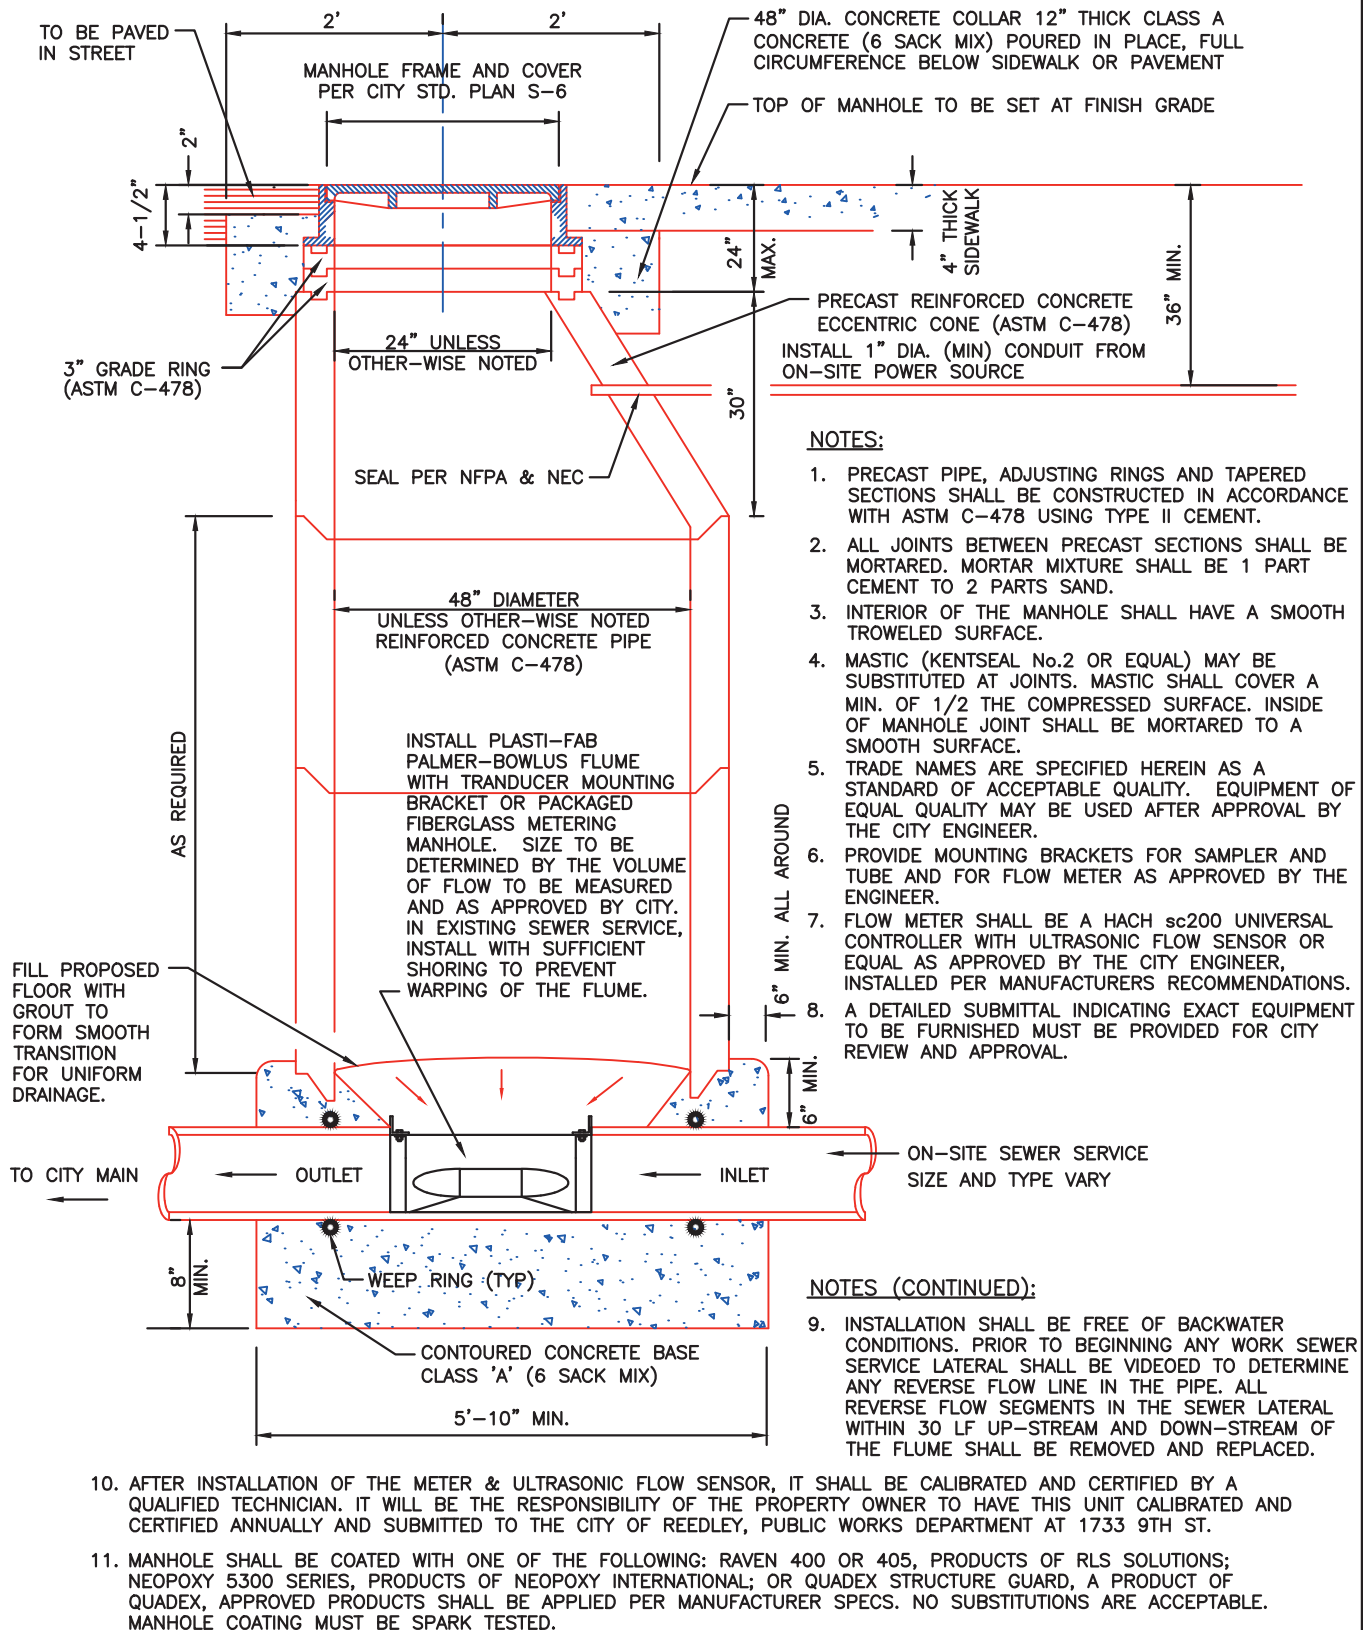 2'
2'
TO BE PAVED
IN STREET
48" DIA. CONCRETE COLLAR 12" THICK CLASS A
CONCRETE (6 SACK MIX) POURED IN PLACE, FULL
CIRCUMFERENCE BELOW SIDEWALK OR PAVEMENT
MANHOLE FRAME AND COVER
PER CITY STD. PLAN S-6
TOP OF MANHOLE TO BE SET AT FINISH GRADE
2"
4-1/2"
24"
MAX.
4" THICK
SIDEWALK
36" MIN.
PRECAST REINFORCED CONCRETE
ECCENTRIC CONE (ASTM C-478)
INSTALL 1" DIA. (MIN) CONDUIT FROM
ON-SITE POWER SOURCE
24" UNLESS
OTHER-WISE NOTED
3" GRADE RING
(ASTM C-478)
30"
SEAL PER NFPA & NEC
NOTES:
1. PRECAST PIPE, ADJUSTING RINGS AND TAPERED
SECTIONS SHALL BE CONSTRUCTED IN ACCORDANCE
WITH ASTM C-478 USING TYPE II CEMENT.
2. ALL JOINTS BETWEEN PRECAST SECTIONS SHALL BE
MORTARED. MORTAR MIXTURE SHALL BE 1 PART
CEMENT TO 2 PARTS SAND.
3. INTERIOR OF THE MANHOLE SHALL HAVE A SMOOTH
TROWELED SURFACE.
4. MASTIC (KENTSEAL No.2 OR EQUAL) MAY BE
SUBSTITUTED AT JOINTS. MASTIC SHALL COVER A
MIN. OF 1/2 THE COMPRESSED SURFACE. INSIDE
OF MANHOLE JOINT SHALL BE MORTARED TO A
SMOOTH SURFACE.
5. TRADE NAMES ARE SPECIFIED HEREIN AS A
STANDARD OF ACCEPTABLE QUALITY. EQUIPMENT OF
EQUAL QUALITY MAY BE USED AFTER APPROVAL BY
THE CITY ENGINEER.
6. PROVIDE MOUNTING BRACKETS FOR SAMPLER AND
TUBE AND FOR FLOW METER AS APPROVED BY THE
ENGINEER.
7. FLOW METER SHALL BE A HACH sc200 UNIVERSAL
CONTROLLER WITH ULTRASONIC FLOW SENSOR OR
EQUAL AS APPROVED BY THE CITY ENGINEER,
INSTALLED PER MANUFACTURERS RECOMMENDATIONS.
8. A DETAILED SUBMITTAL INDICATING EXACT EQUIPMENT
TO BE FURNISHED MUST BE PROVIDED FOR CITY
REVIEW AND APPROVAL.
48" DIAMETER
UNLESS OTHER-WISE NOTED
REINFORCED CONCRETE PIPE
(ASTM C-478)
AS REQUIRED
INSTALL PLASTI-FAB
PALMER-BOWLUS FLUME
WITH TRANDUCER MOUNTING
BRACKET OR PACKAGED
FIBERGLASS METERING
MANHOLE. SIZE TO BE
DETERMINED BY THE VOLUME
OF FLOW TO BE MEASURED
AND AS APPROVED BY CITY.
IN EXISTING SEWER SERVICE,
INSTALL WITH SUFFICIENT
SHORING TO PREVENT
WARPING OF THE FLUME.
6" MIN. ALL AROUND
FILL PROPOSED
FLOOR WITH
GROUT TO
FORM SMOOTH
TRANSITION
FOR UNIFORM
DRAINAGE.
6" MIN.
TO CITY MAIN
OUTLET
INLET
ON-SITE SEWER SERVICE
SIZE AND TYPE VARY
8"
MIN.
WEEP RING (TYP)
CONTOURED CONCRETE BASE
CLASS 'A' (6 SACK MIX)
5'-10" MIN.
NOTES (CONTINUED):
9. INSTALLATION SHALL BE FREE OF BACKWATER
CONDITIONS. PRIOR TO BEGINNING ANY WORK SEWER
SERVICE LATERAL SHALL BE VIDEOED TO DETERMINE
ANY REVERSE FLOW LINE IN THE PIPE. ALL
REVERSE FLOW SEGMENTS IN THE SEWER LATERAL
WITHIN 30 LF UP-STREAM AND DOWN-STREAM OF
THE FLUME SHALL BE REMOVED AND REPLACED.
10. AFTER INSTALLATION OF THE METER & ULTRASONIC FLOW SENSOR, IT SHALL BE CALIBRATED AND CERTIFIED BY A
QUALIFIED TECHNICIAN. IT WILL BE THE RESPONSIBILITY OF THE PROPERTY OWNER TO HAVE THIS UNIT CALIBRATED AND
CERTIFIED ANNUALLY AND SUBMITTED TO THE CITY OF REEDLEY, PUBLIC WORKS DEPARTMENT AT 1733 9TH ST.
11. MANHOLE SHALL BE COATED WITH ONE OF THE FOLLOWING: RAVEN 400 OR 405, PRODUCTS OF RLS SOLUTIONS;
NEOPOXY 5300 SERIES, PRODUCTS OF NEOPOXY INTERNATIONAL; OR QUADEX STRUCTURE GUARD, A PRODUCT OF
QUADEX, APPROVED PRODUCTS SHALL BE APPLIED PER MANUFACTURER SPECS. NO SUBSTITUTIONS ARE ACCEPTABLE.
MANHOLE COATING MUST BE SPARK TESTED.